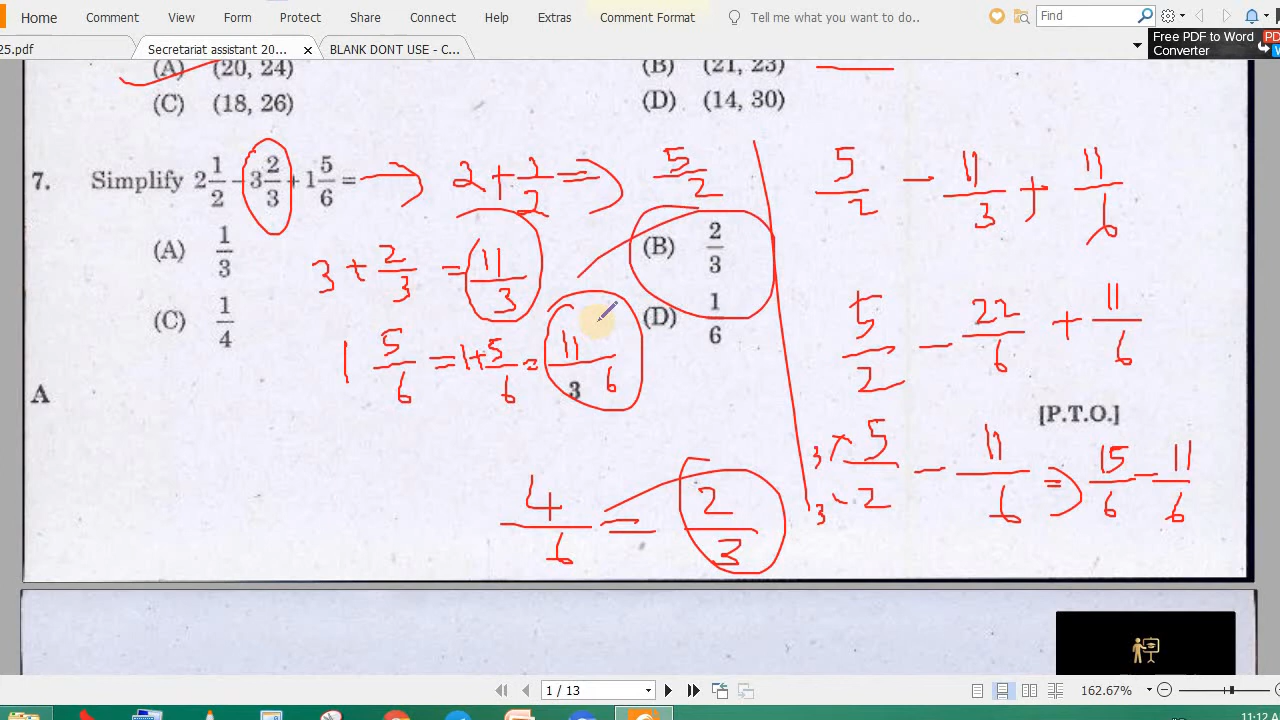 Home Comment View Form Protect Share Connect Help Extras Comment Format Tell me what you want to do.. Find
25.pdf Secretariat assistant 20... × BLANK DONT USE - C...
Free PDF to Word Converter
(A) (20, 24) (B) (21, 23)
(C) (18, 26) (D) (14, 30)
7. Simplify 2 1/2 - 3 2/3 + 1 5/6 = 2 + 1/2 => 5/2
(A) 1/3 (B) 2/3
(C) 1/4 (D) 1/6
3 + 2/3 = 11/3
1 5/6 = 1+5/6 = 11/6
3
A
4/6 = 2/3
5/2 - 11/3 + 11/6
5/2 - 22/6 + 11/6
[P.T.O.]
3 × 5/3 × 2 - 11/6 => 15/6 - 11/6
1 / 13 162.67%